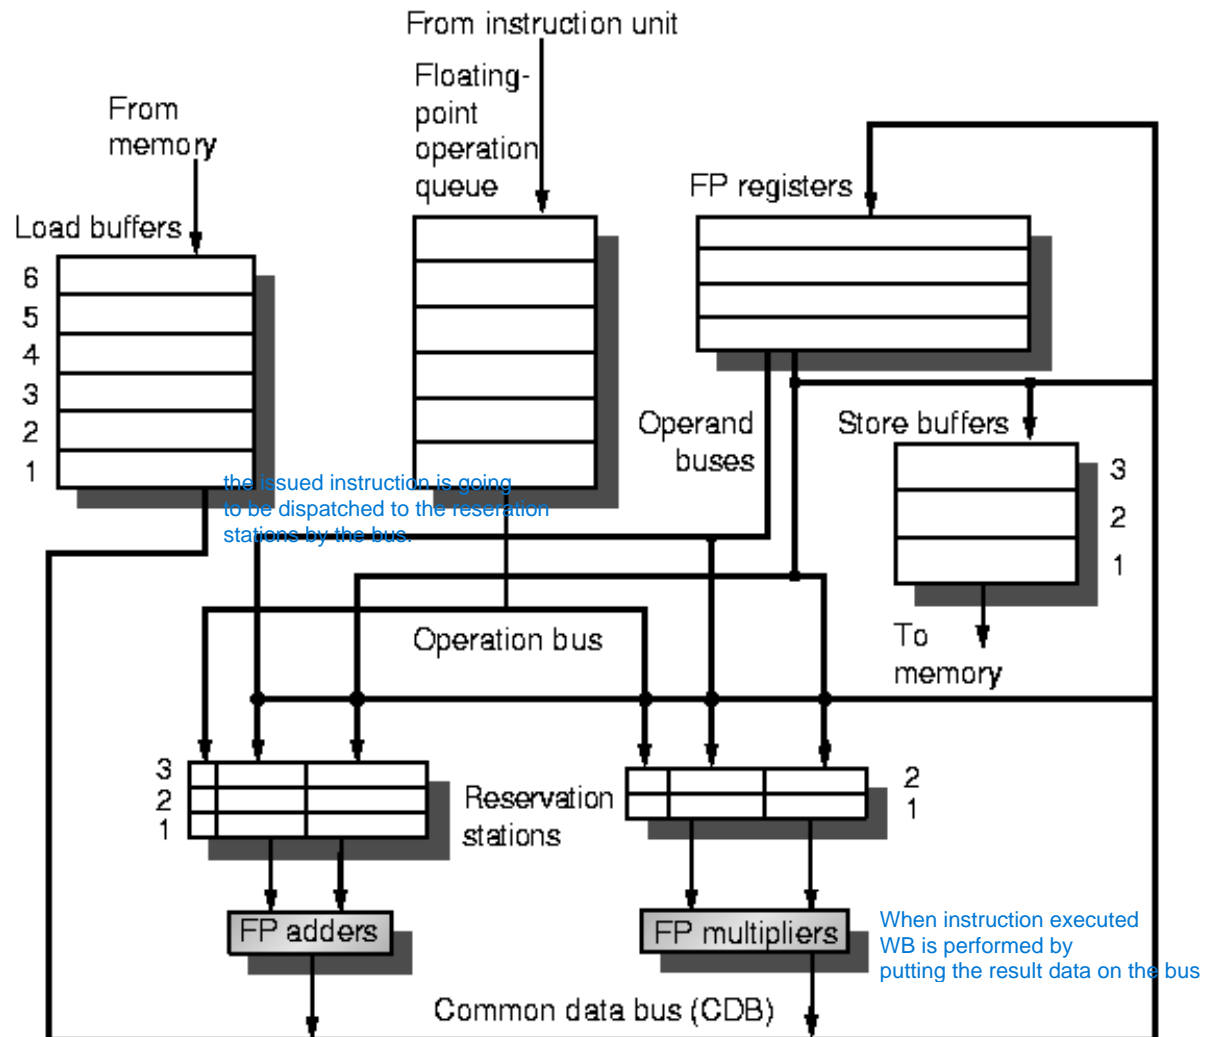 From instruction unit
Floating-
point
operation
queue
From
memory
FP registers
Load buffers
6
5
4
3
2
1
Operand
buses
Store buffers
3
2
1
the issued instruction is going
to be dispatched to the reseration
stations by the bus.
To
memory
Operation bus
3
2
1
Reservation
stations
2
1
FP adders
FP multipliers
When instruction executed
WB is performed by
putting the result data on the bus
Common data bus (CDB)